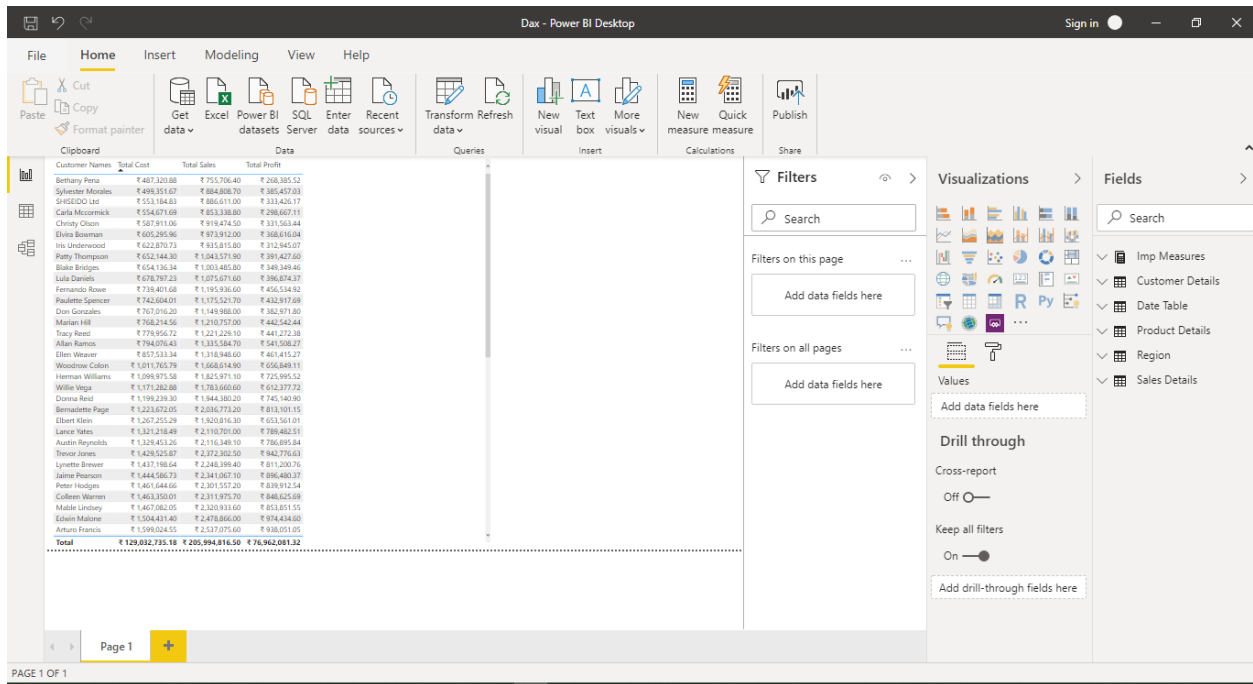 Dax - Power BI Desktop
Sign in
File Home Insert Modeling View Help
Paste
Cut
Copy
Format painter
Clipboard
Get data
Excel
Power BI datasets
SQL Server
Enter data
Recent sources
Data
Transform data
Refresh
Queries
New visual
A
Text box
More visuals
Insert
New measure
Quick measure
Calculations
Publish
Share
Customer Names Total Cost Total Sales Total Profit
Bethany Pena ₹ 487,320.88 ₹ 755,706.40 ₹ 268,385.52
Sylvester Morales ₹ 499,351.67 ₹ 884,808.70 ₹ 385,457.03
SHISEIDO Ltd ₹ 553,184.83 ₹ 886,611.00 ₹ 333,426.17
Carla Mccormick ₹ 554,671.69 ₹ 853,338.80 ₹ 298,667.11
Christy Olson ₹ 587,911.06 ₹ 919,474.50 ₹ 331,563.44
Elvira Bowman ₹ 605,295.96 ₹ 973,912.00 ₹ 368,616.04
Iris Underwood ₹ 622,870.73 ₹ 935,815.80 ₹ 312,945.07
Patty Thompson ₹ 652,144.30 ₹ 1,043,571.90 ₹ 391,427.60
Blake Bridges ₹ 654,136.34 ₹ 1,003,485.80 ₹ 349,349.46
Lula Daniels ₹ 678,797.23 ₹ 1,075,671.60 ₹ 396,874.37
Fernando Rowe ₹ 739,401.68 ₹ 1,195,936.60 ₹ 456,534.92
Paulette Spencer ₹ 742,604.01 ₹ 1,175,521.70 ₹ 432,917.69
Don Gonzales ₹ 767,016.20 ₹ 1,149,988.00 ₹ 382,971.80
Marian Hill ₹ 768,214.56 ₹ 1,210,757.00 ₹ 442,542.44
Tracy Reed ₹ 779,956.72 ₹ 1,221,229.10 ₹ 441,272.38
Allan Ramos ₹ 794,076.43 ₹ 1,335,584.70 ₹ 541,508.27
Ellen Weaver ₹ 857,533.34 ₹ 1,318,948.60 ₹ 461,415.27
Woodrow Colon ₹ 1,011,765.79 ₹ 1,668,614.90 ₹ 656,849.11
Herman Williams ₹ 1,099,975.58 ₹ 1,825,971.10 ₹ 725,995.52
Willie Vega ₹ 1,171,282.88 ₹ 1,783,660.60 ₹ 612,377.72
Donna Reid ₹ 1,199,239.30 ₹ 1,944,380.20 ₹ 745,140.90
Bernadette Page ₹ 1,223,672.05 ₹ 2,036,773.20 ₹ 813,101.15
Elbert Klein ₹ 1,267,255.29 ₹ 1,920,816.30 ₹ 653,561.01
Lance Yates ₹ 1,321,218.49 ₹ 2,110,701.00 ₹ 789,482.51
Austin Reynolds ₹ 1,329,453.26 ₹ 2,116,349.10 ₹ 786,895.84
Trevor Jones ₹ 1,429,525.87 ₹ 2,372,302.50 ₹ 942,776.63
Lynette Brewer ₹ 1,437,198.64 ₹ 2,248,399.40 ₹ 811,200.76
Jaime Pearson ₹ 1,444,586.73 ₹ 2,341,067.10 ₹ 896,480.37
Peter Hodges ₹ 1,461,644.66 ₹ 2,301,557.20 ₹ 839,912.54
Colleen Warren ₹ 1,463,350.01 ₹ 2,311,975.70 ₹ 848,625.69
Mable Lindsey ₹ 1,467,082.05 ₹ 2,320,933.60 ₹ 853,851.55
Edwin Malone ₹ 1,504,431.40 ₹ 2,478,866.00 ₹ 974,434.60
Arturo Francis ₹ 1,599,024.55 ₹ 2,537,075.60 ₹ 938,051.05
Total ₹ 129,032,735.18 ₹ 205,994,816.50 ₹ 76,962,081.32
Filters
Search
Filters on this page ...
Add data fields here
Filters on all pages ...
Add data fields here
Visualizations
R Py
...
Values
Add data fields here
Drill through
Cross-report
Off
Keep all filters
On
Add drill-through fields here
Fields
Search
Imp Measures
Customer Details
Date Table
Product Details
Region
Sales Details
Page 1 +
PAGE 1 OF 1